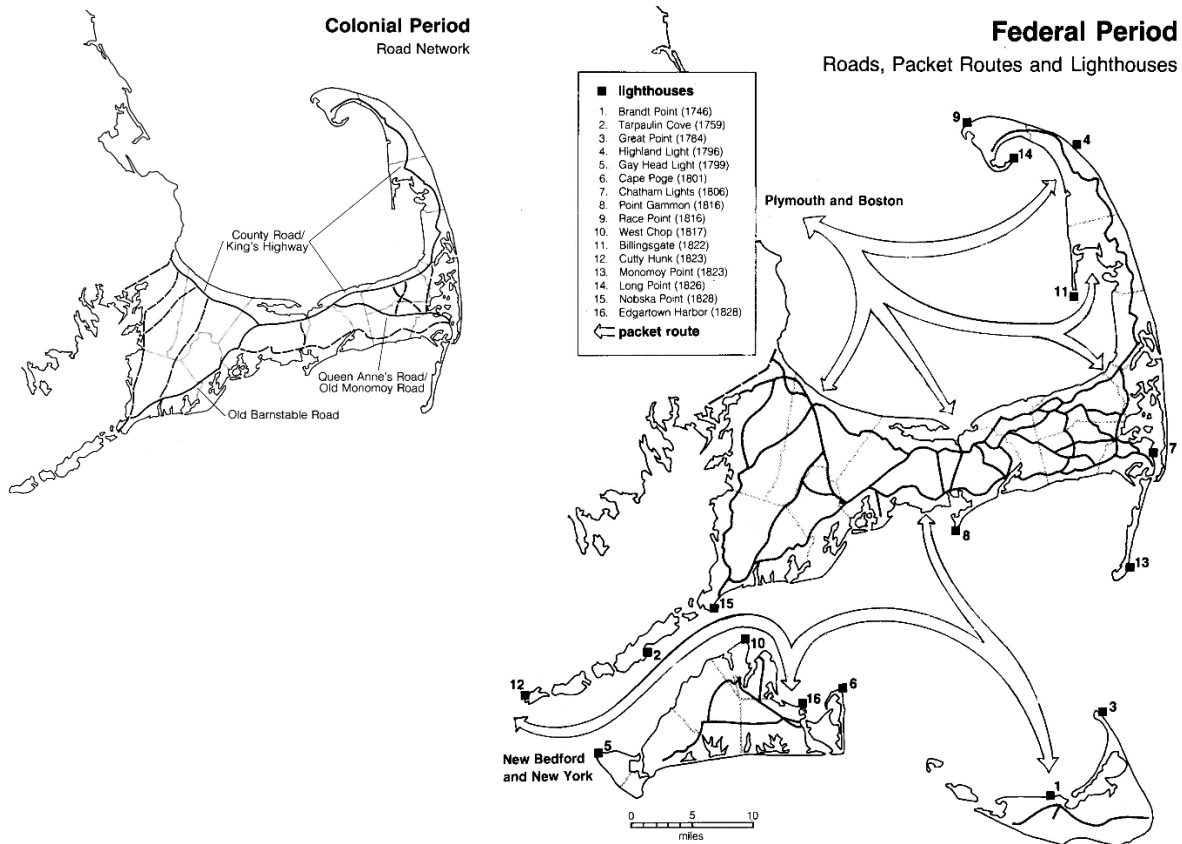 Colonial Period
Road Network
County Road/
King's Highway
Queen Anne's Road/
Old Monomoy Road
Old Barnstable Road
Federal Period
Roads, Packet Routes and Lighthouses
■ lighthouses
1. Brandt Point (1746)
2. Tarpaulin Cove (1759)
3. Great Point (1784)
4. Highland Light (1796)
5. Gay Head Light (1799)
6. Cape Poge (1801)
7. Chatham Lights (1806)
8. Point Gammon (1816)
9. Race Point (1816)
10. West Chop (1817)
11. Billingsgate (1822)
12. Cutty Hunk (1823)
13. Monomoy Point (1823)
14. Long Point (1826)
15. Nobska Point (1828)
16. Edgartown Harbor (1828)
packet route
9
4
14
Plymouth and Boston
11
7
8
13
15
10
2
12
16
6
5
3
New Bedford
and New York
1
0 5 10
miles